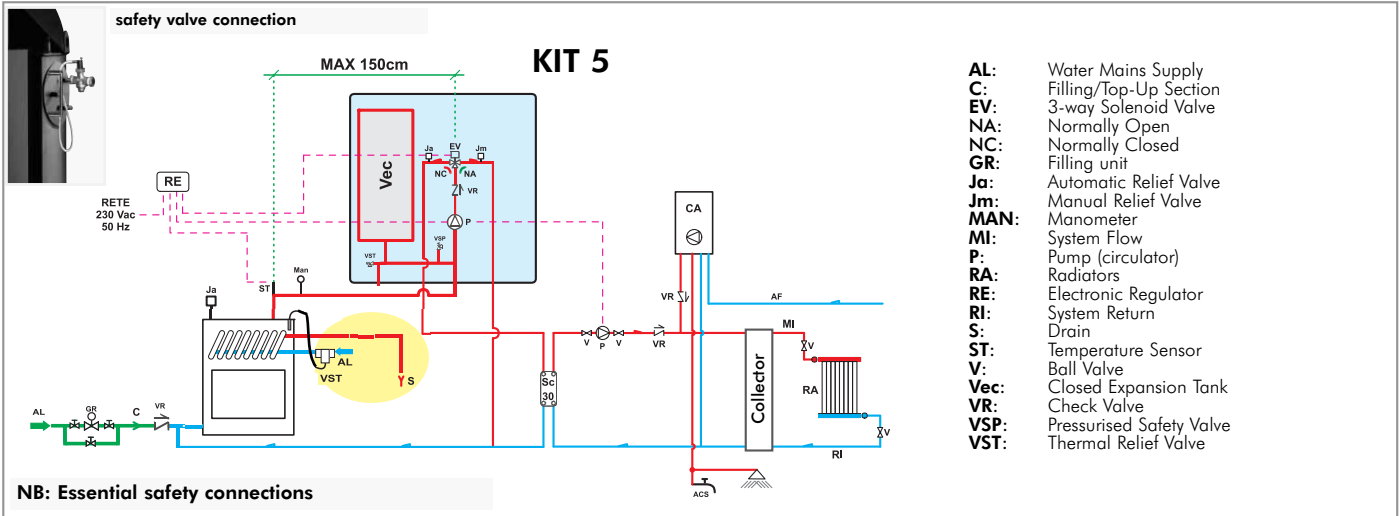 safety valve connection
KIT 5
MAX 150cm
Vec
Ja
EV
Jm
NC
NA
VR
P
VSP
VST
RE
RETE
230 Vac
50 Hz
ST
Man
Ja
AL
VST
S
AL
GR
C
VR
Sc
30
V
P
V
VR
VR
CA
AF
MI
V
Collector
RA
V
RI
ACS
AL: Water Mains Supply
C: Filling/Top-Up Section
EV: 3-way Solenoid Valve
NA: Normally Open
NC: Normally Closed
GR: Filling unit
Ja: Automatic Relief Valve
Jm: Manual Relief Valve
MAN: Manometer
MI: System Flow
P: Pump (circulator)
RA: Radiators
RE: Electronic Regulator
RI: System Return
S: Drain
ST: Temperature Sensor
V: Ball Valve
Vec: Closed Expansion Tank
VR: Check Valve
VSP: Pressurised Safety Valve
VST: Thermal Relief Valve
NB: Essential safety connections